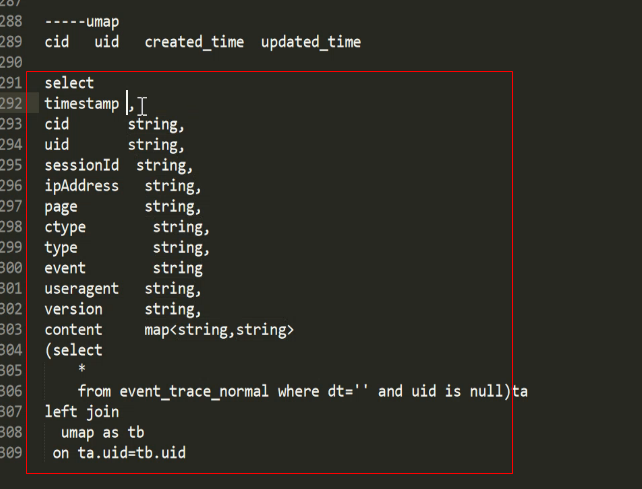 287
288 -----umap
289 cid uid created_time updated_time
290
291 select
292 timestamp ,
293 cid string,
294 uid string,
295 sessionId string,
296 ipAddress string,
297 page string,
298 ctype string,
299 type string,
300 event string
301 useragent string,
302 version string,
303 content map<string,string>
304 (select
305 *
306 from event_trace_normal where dt='' and uid is null)ta
307 left join
308 umap as tb
309 on ta.uid=tb.uid